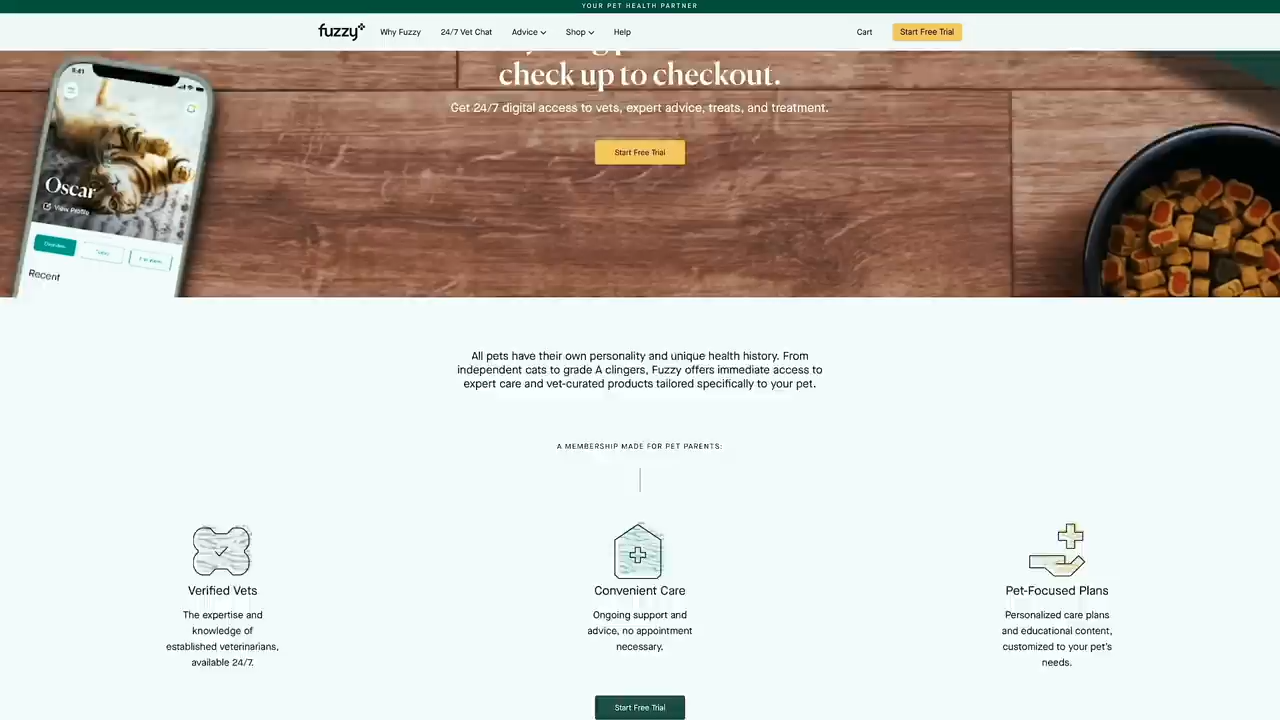 YOUR PET HEALTH PARTNER
fuzzy
Why Fuzzy
24/7 Vet Chat
Advice
Shop
Help
Cart
Start Free Trial
check up to checkout.
Get 24/7 digital access to vets, expert advice, treats, and treatment.
Start Free Trial
9:41
Oscar
View Profile
Recent
All pets have their own personality and unique health history. From
independent cats to grade A clingers, Fuzzy offers immediate access to
expert care and vet-curated products tailored specifically to your pet.
A MEMBERSHIP MADE FOR PET PARENTS:
Verified Vets
The expertise and
knowledge of
established veterinarians,
available 24/7.
Convenient Care
Ongoing support and
advice, no appointment
necessary.
Pet-Focused Plans
Personalized care plans
and educational content,
customized to your pet's
needs.
Start Free Trial